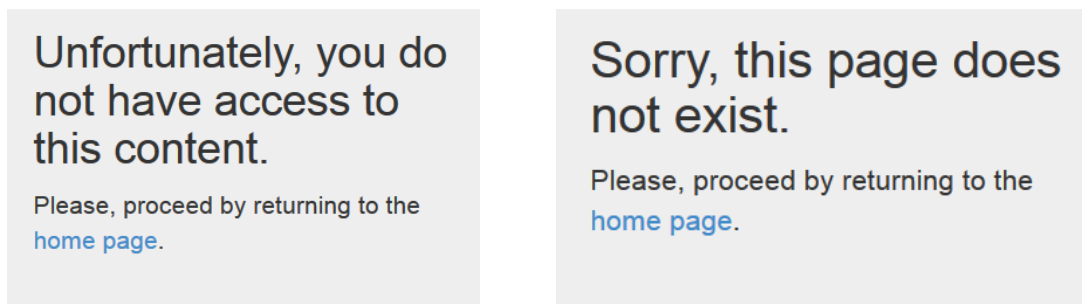 Unfortunately, you do
not have access to
this content.
Please, proceed by returning to the
home page.
Sorry, this page does
not exist.
Please, proceed by returning to the
home page.